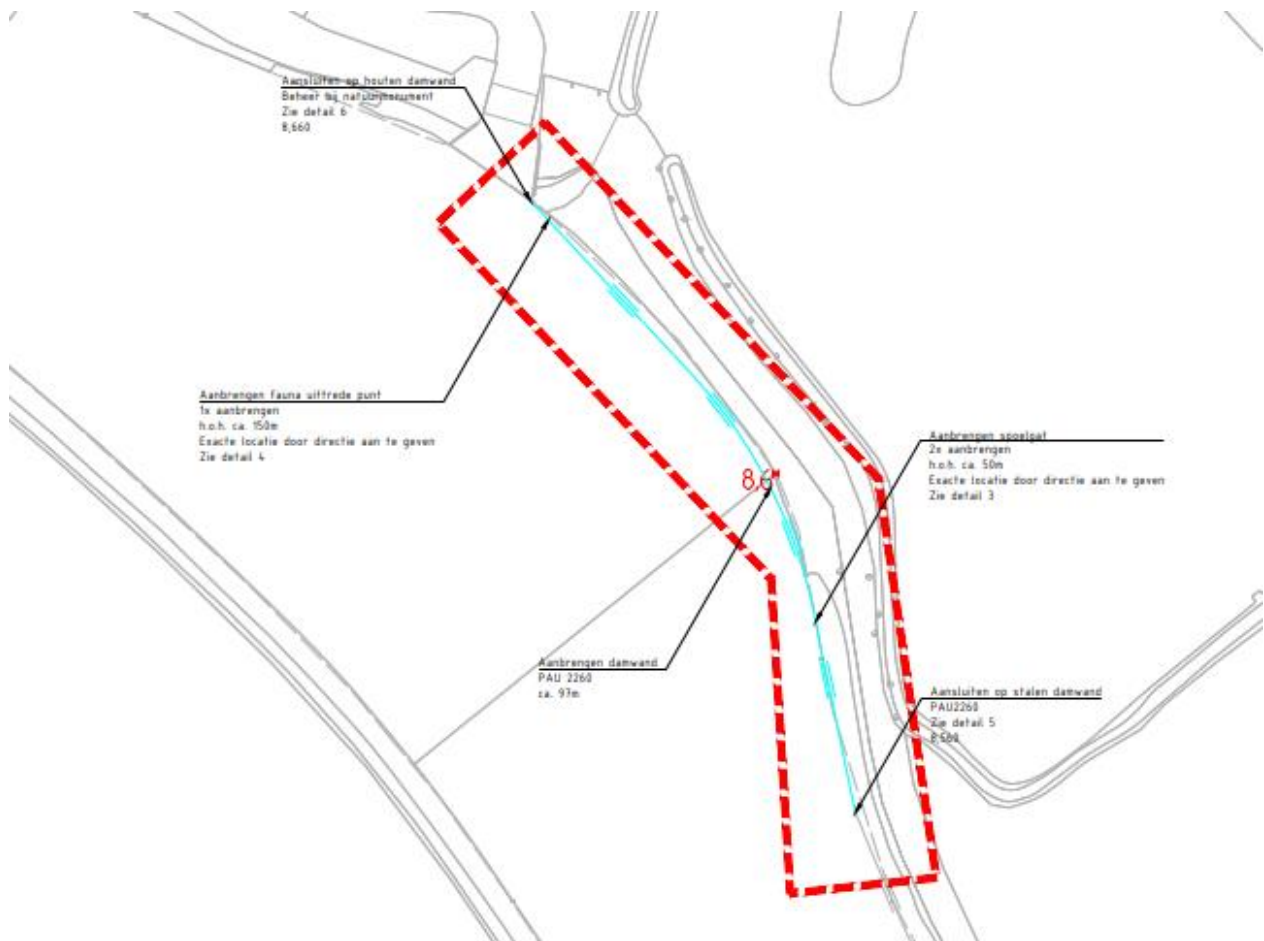 Aansluiten op houten damwand
Beheer bij natuurmonument
Zie detail 6
8,660
Aanbrengen fauna uittrede punt
1x aanbrengen
h.o.h. ca. 150m
Exacte locatie door directie aan te geven
Zie detail 4
Aanbrengen spoelgat
2x aanbrengen
h.o.h. ca. 50m
Exacte locatie door directie aan te geven
Zie detail 3
8,6
Aanbrengen damwand
PAU 2260
ca. 97m
Aansluiten op stalen damwand
PAU2260
Zie detail 5
8,560